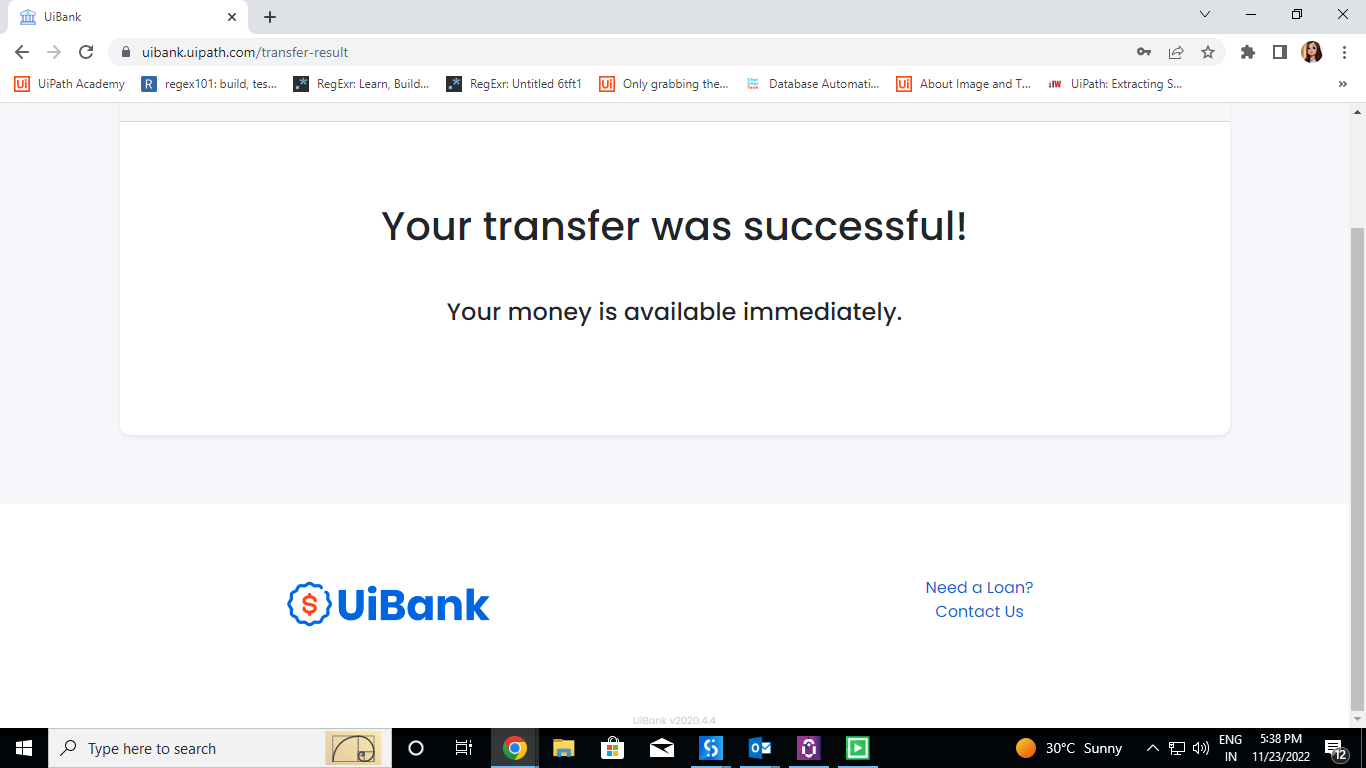 UiBank
uibank.uipath.com/transfer-result
UiPath Academy
regex101: build, tes...
RegExr: Learn, Build...
RegExr: Untitled 6tft1
Only grabbing the...
Database Automati...
About Image and T...
UiPath: Extracting S...
Your transfer was successful!
Your money is available immediately.
UiBank
Need a Loan?
Contact Us
UiBank v2020.4.4
Type here to search
30°C Sunny
ENG
IN
5:38 PM
11/23/2022
12